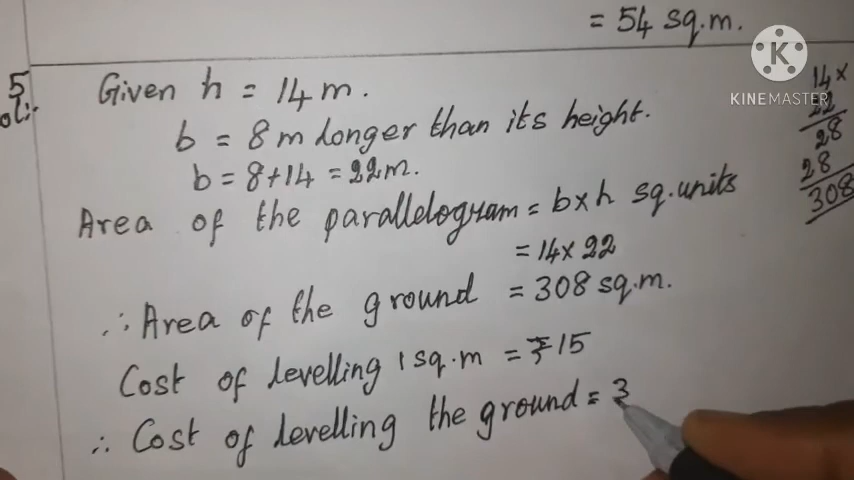 = 54 sq.m.
KINEMASTER
5
ol:-
Given h = 14 m.
b = 8 m longer than its height.
b = 8+14 = 22m.
Area of the parallelogram = b×h sq.units
= 14 × 22
∴ Area of the ground = 308 sq.m.
Cost of levelling 1 sq.m = ₹ 15
∴ Cost of levelling the ground = 3
14 ×
22
28
28
308